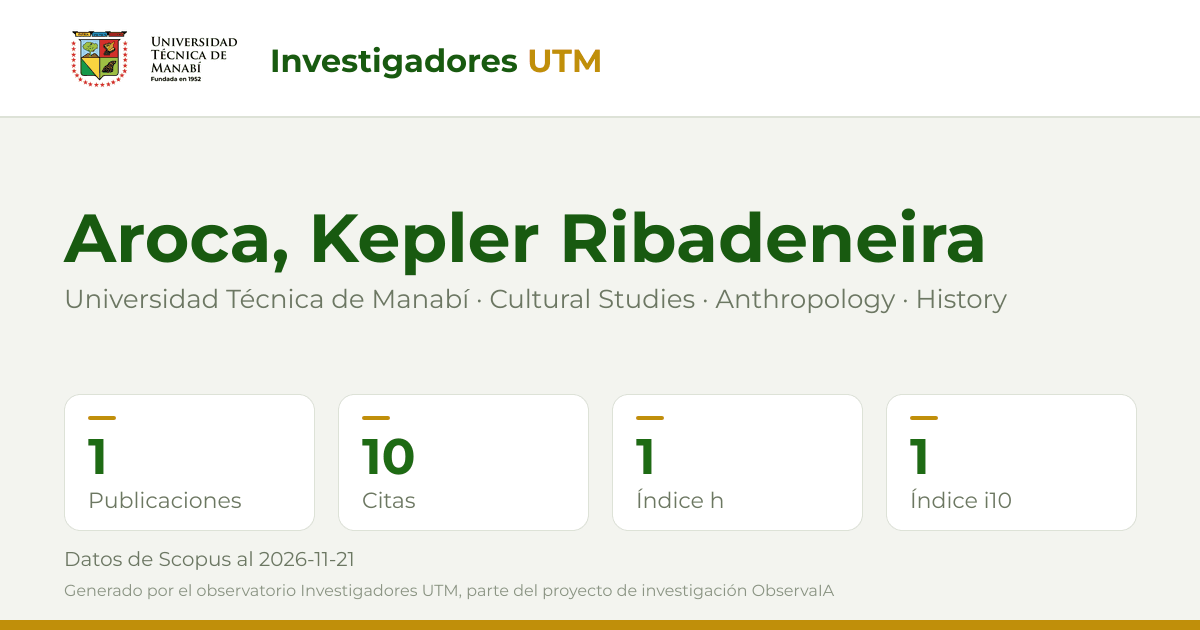 UNIVERSIDAD
TÉCNICA DE
MANABÍ
Fundada en 1952
Investigadores UTM
Aroca, Kepler Ribadeneira
Universidad Técnica de Manabí · Cultural Studies · Anthropology · History
1
Publicaciones
10
Citas
1
Índice h
1
Índice i10
Datos de Scopus al 2026-11-21
Generado por el observatorio Investigadores UTM, parte del proyecto de investigación ObservaIA